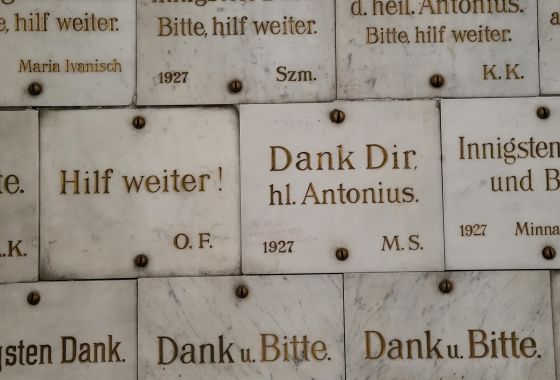 hilf weiter.
Maria Ivanisch
Bitte, hilf weiter.
1927 Szm.
d. heil. Antonius.
Bitte, hilf weiter.
K. K.
Hilf weiter!
O. F.
Dank Dir,
hl. Antonius.
1927 M. S.
Innigsten
und
1927 Minna
Dank.
Dank u. Bitte.
Dank u. Bitte.